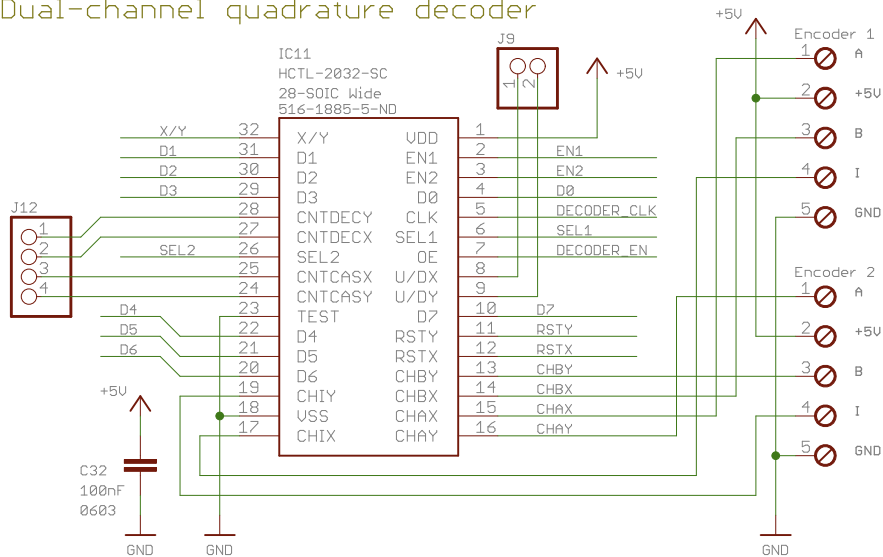 Dual-channel quadrature decoder
IC11
HCTL-2032-SC
28-SOIC Wide
516-1885-5-ND
J9
1 2
+5V
X/Y 32 X/Y VDD 1
D1 31 D1 EN1 2 EN1
D2 30 D2 EN2 3 EN2
D3 29 D3 D0 4 D0
28 CNTDECY CLK 5 DECODER_CLK
27 CNTDECX SEL1 6 SEL1
SEL2 26 SEL2 OE 7 DECODER_EN
25 CNTCASX U/DX 8
24 CNTCASY U/DY 9
23 TEST D7 10 D7
D4 22 D4 RSTY 11 RSTY
D5 21 D5 RSTX 12 RSTX
D6 20 D6 CHBY 13 CHBY
19 CHIY CHBX 14 CHBX
18 VSS CHAX 15 CHAX
17 CHIX CHAY 16 CHAY
J12
1
2
3
4
+5V
C32
100nF
0603
GND
GND
+5V
Encoder 1
1 A
2 +5V
3 B
4 I
5 GND
Encoder 2
1 A
2 +5V
3 B
4 I
5 GND
GND